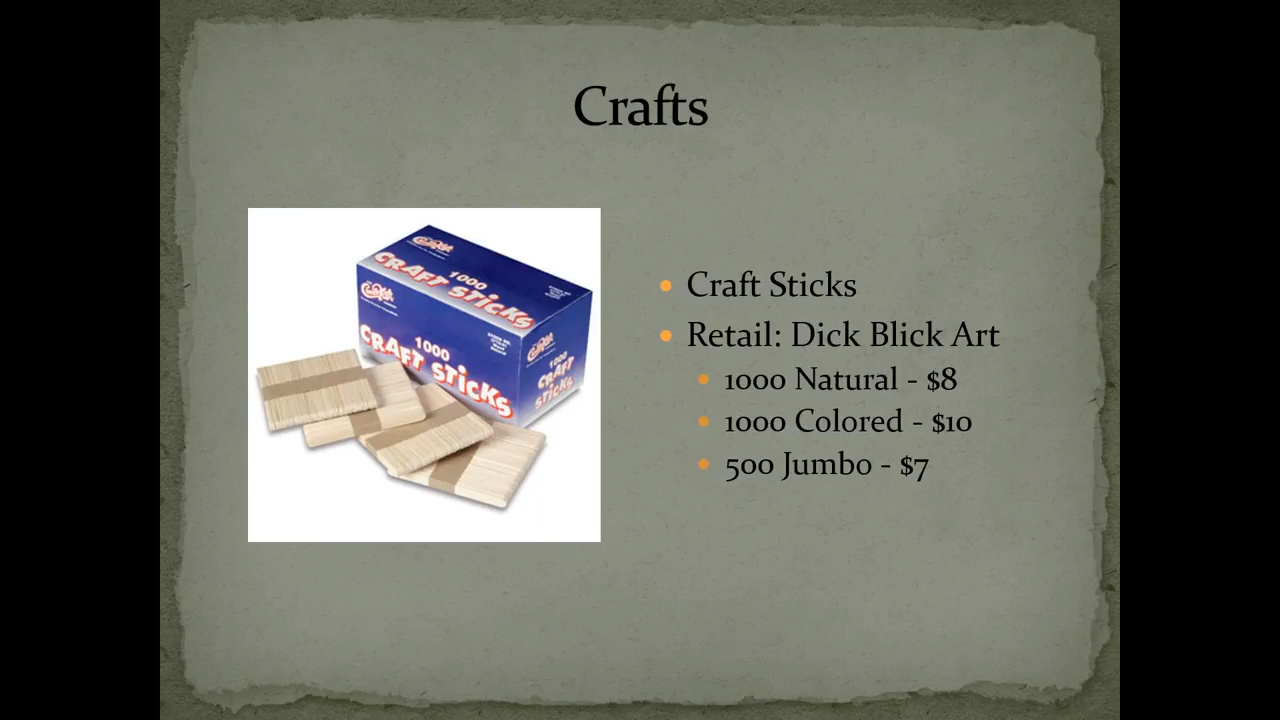 Crafts
1000
CRAFT STICKS
1000
CRAFT STICKS
1000
CRAFT
STICKS
Craft Sticks
Retail: Dick Blick Art
1000 Natural - $8
1000 Colored - $10
500 Jumbo - $7